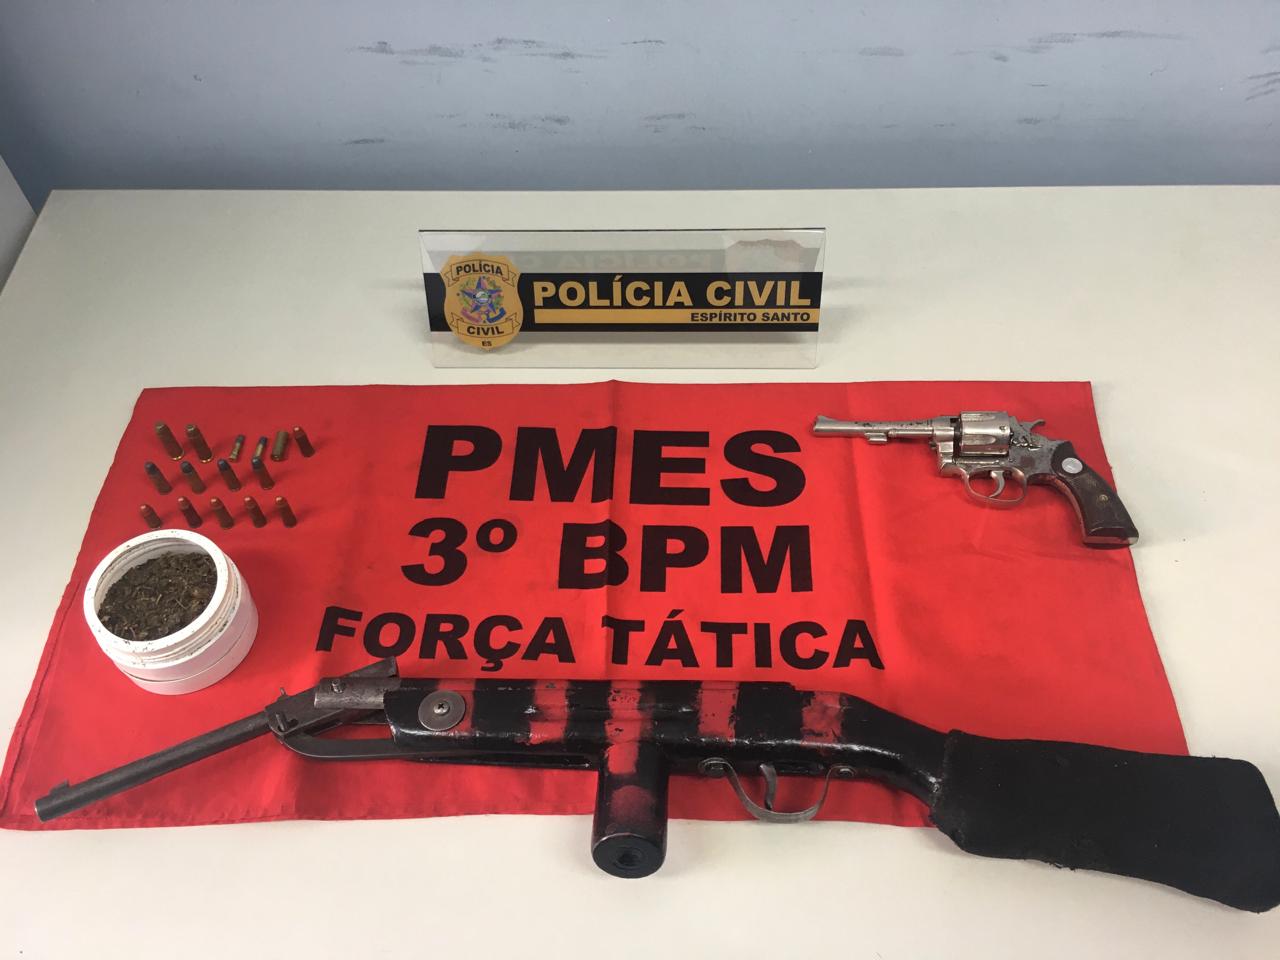 POLÍCIA
CIVIL
ES
POLÍCIA CIVIL
ESPÍRITO SANTO
PMES
3º BPM
FORÇA TÁTICA